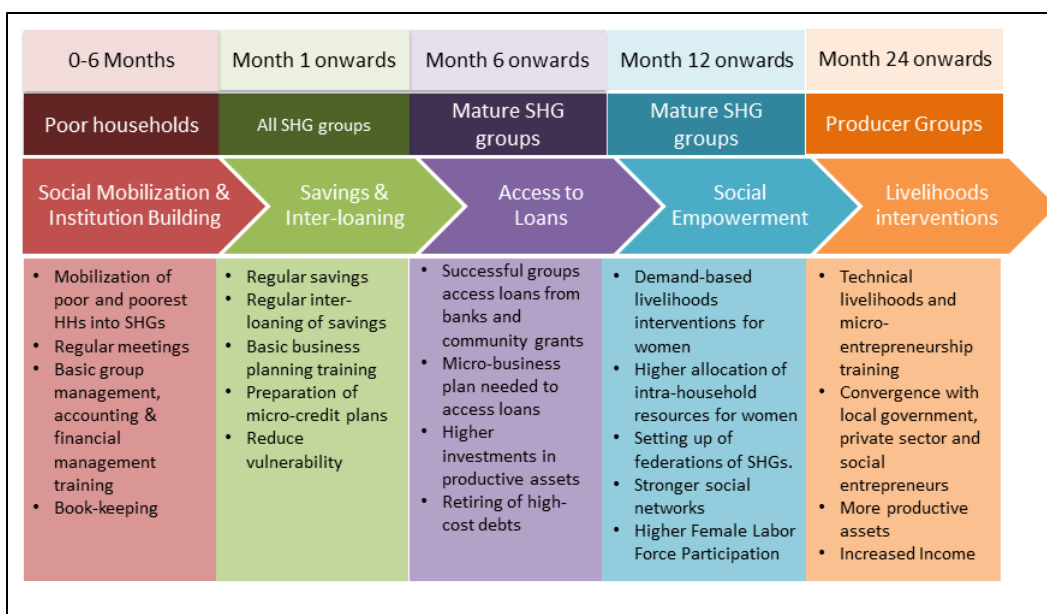 0-6 Months
Month 1 onwards
Month 6 onwards
Month 12 onwards
Month 24 onwards
Poor households
All SHG groups
Mature SHG
groups
Mature SHG
groups
Producer Groups
Social Mobilization &
Institution Building
Savings &
Inter-loaning
Access to
Loans
Social
Empowerment
Livelihoods
interventions
• Mobilization of
poor and poorest
HHs into SHGs
• Regular meetings
• Basic group
management,
accounting &
financial
management
training
• Book-keeping
• Regular savings
• Regular inter-
loaning of savings
• Basic business
planning training
• Preparation of
micro-credit plans
• Reduce
vulnerability
• Successful groups
access loans from
banks and
community grants
• Micro-business
plan needed to
access loans
• Higher
investments in
productive assets
• Retiring of high-
cost debts
• Demand-based
livelihoods
interventions for
women
• Higher allocation of
intra-household
resources for women
• Setting up of
federations of SHGs.
• Stronger social
networks
• Higher Female Labor
Force Participation
• Technical
livelihoods and
micro-
entrepreneurship
training
• Convergence with
local government,
private sector and
social
entrepreneurs
• More productive
assets
• Increased Income